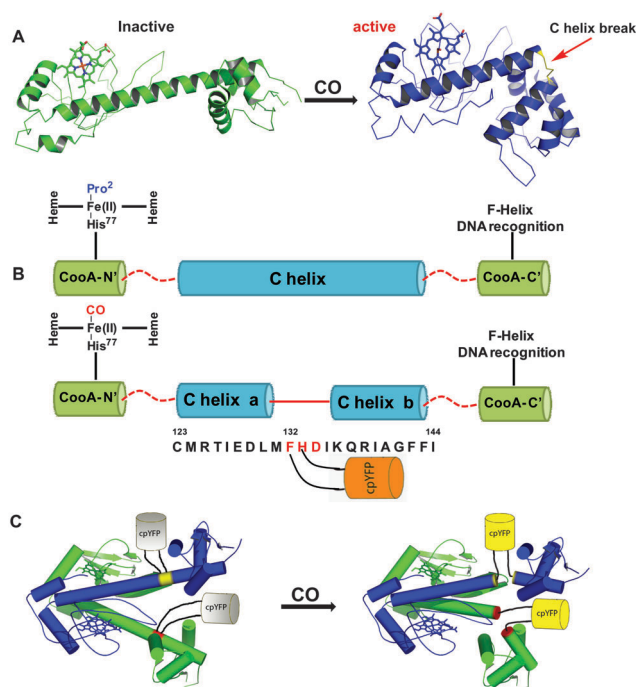 A
Inactive
active
C helix break
CO
Pro2
Heme Fe(II) Heme
His77
F-Helix
DNA recognition
B
CooA-N' C helix CooA-C'
CO
Heme Fe(II) Heme
His77
F-Helix
DNA recognition
CooA-N' C helix a C helix b CooA-C'
123 132 144
C M R T I E D L M F H D I K Q R I A G F F I
cpYFP
C
cpYFP
cpYFP
CO
cpYFP
cpYFP